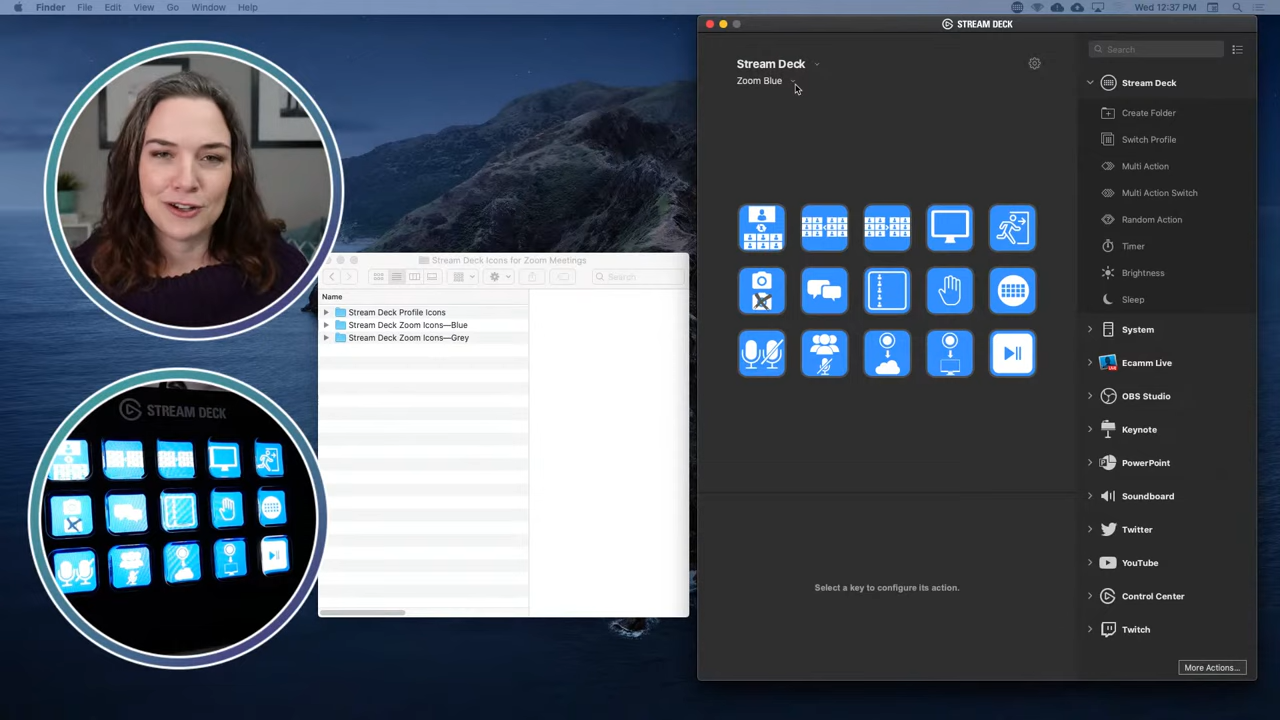 Finder File Edit View Go Window Help
Wed 12:37 PM
STREAM DECK
Stream Deck
Zoom Blue
Search
Stream Deck
Create Folder
Switch Profile
Multi Action
Multi Action Switch
Random Action
Timer
Brightness
Sleep
System
Ecamm Live
OBS Studio
Keynote
PowerPoint
Soundboard
Twitter
YouTube
Control Center
Twitch
More Actions...
Select a key to configure its action.
Stream Deck Icons for Zoom Meetings
Search
Name
Stream Deck Profile Icons
Stream Deck Zoom Icons—Blue
Stream Deck Zoom Icons—Grey
STREAM DECK